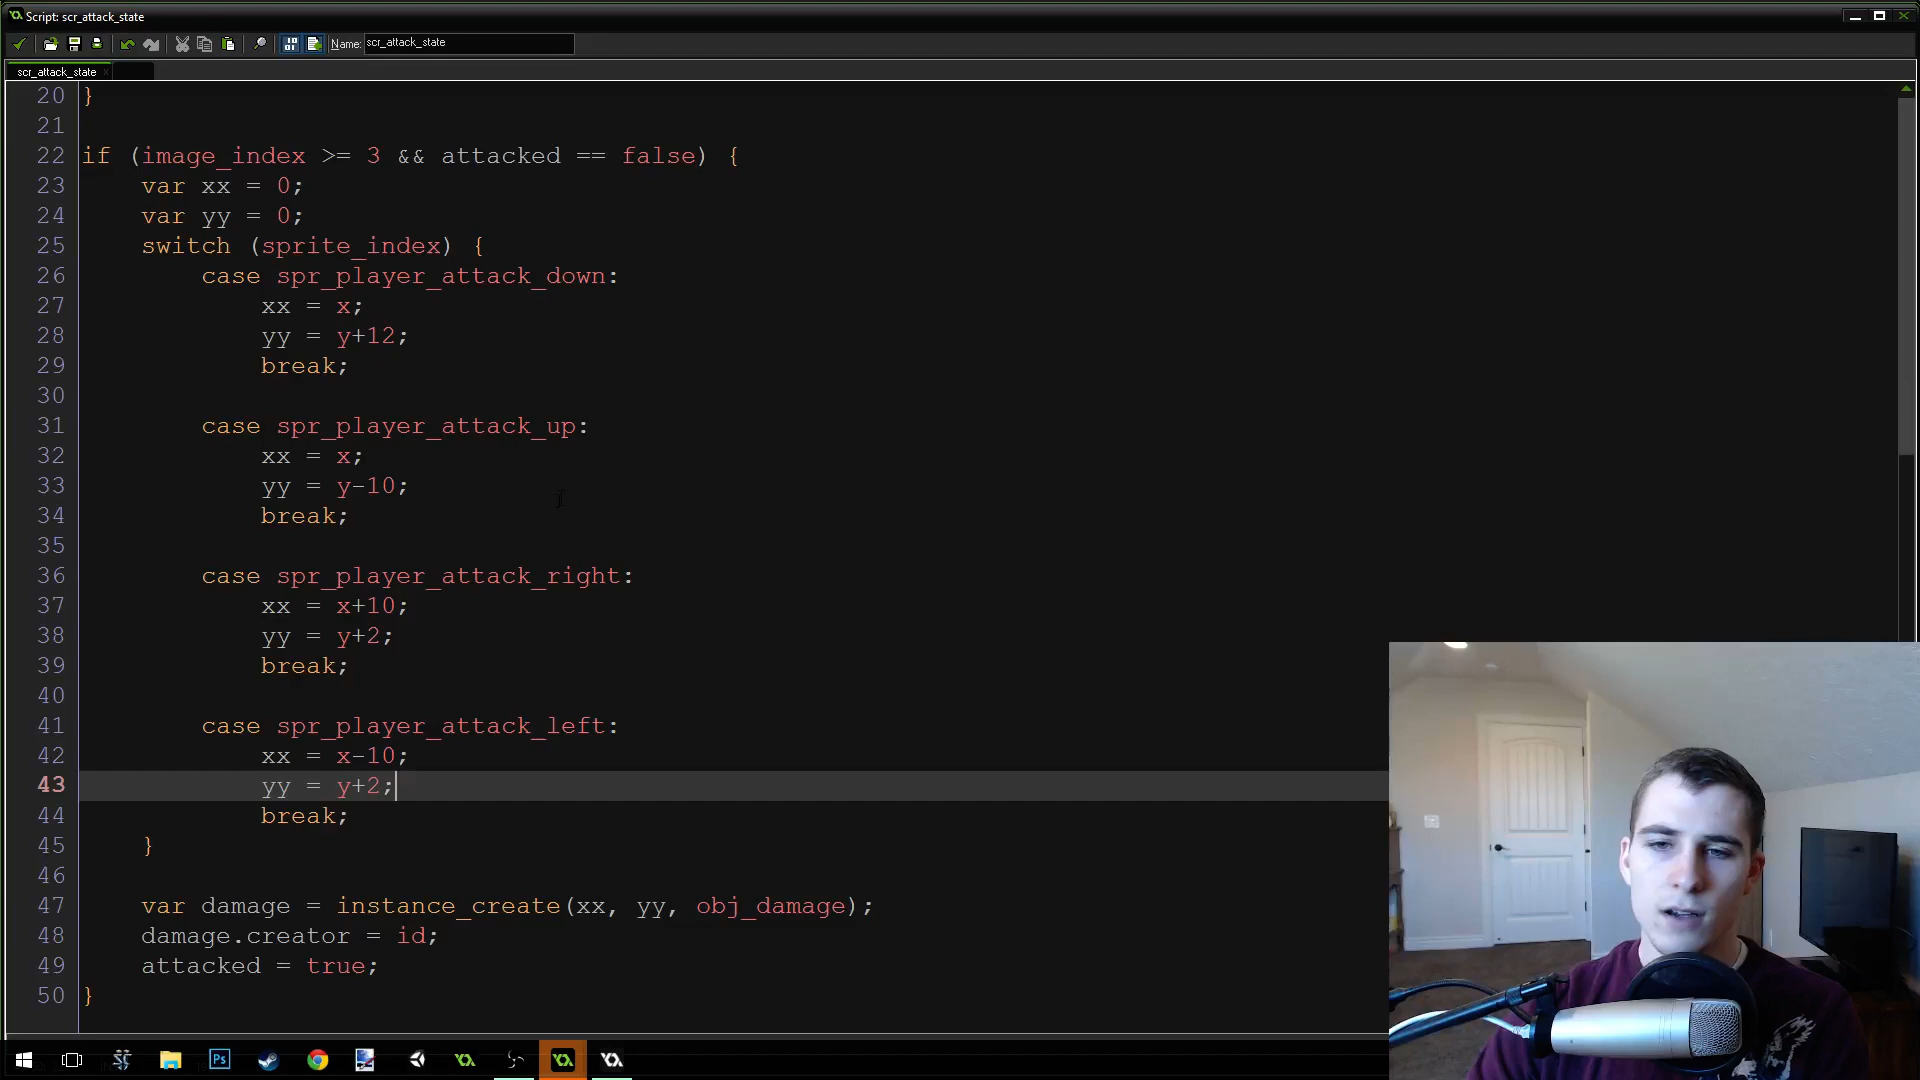 Script: scr_attack_state
Name: scr_attack_state
scr_attack_state
20 }
21
22 if (image_index >= 3 && attacked == false) {
23 var xx = 0;
24 var yy = 0;
25 switch (sprite_index) {
26 case spr_player_attack_down:
27 xx = x;
28 yy = y+12;
29 break;
30
31 case spr_player_attack_up:
32 xx = x;
33 yy = y-10;
34 break;
35
36 case spr_player_attack_right:
37 xx = x+10;
38 yy = y+2;
39 break;
40
41 case spr_player_attack_left:
42 xx = x-10;
43 yy = y+2;
44 break;
45 }
46
47 var damage = instance_create(xx, yy, obj_damage);
48 damage.creator = id;
49 attacked = true;
50 }
Ps